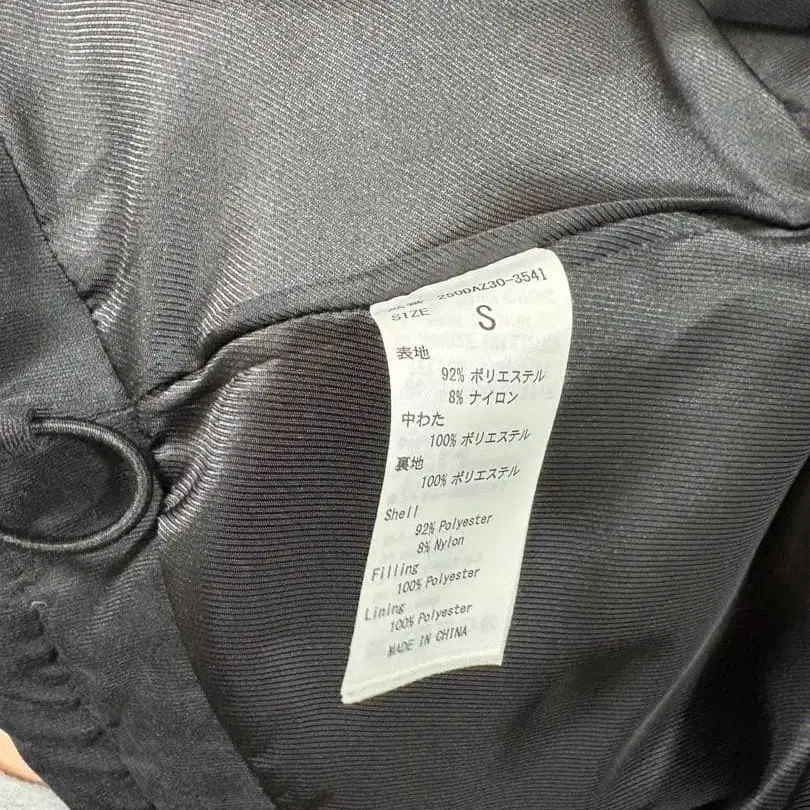 250DAZ30-3541
SIZE S
表地
92% ポリエステル
8% ナイロン
中わた
100% ポリエステル
裏地
100% ポリエステル
Shell
92% Polyester
8% Nylon
Filling
100% Polyester
Lining
100% Polyester
MADE IN CHINA